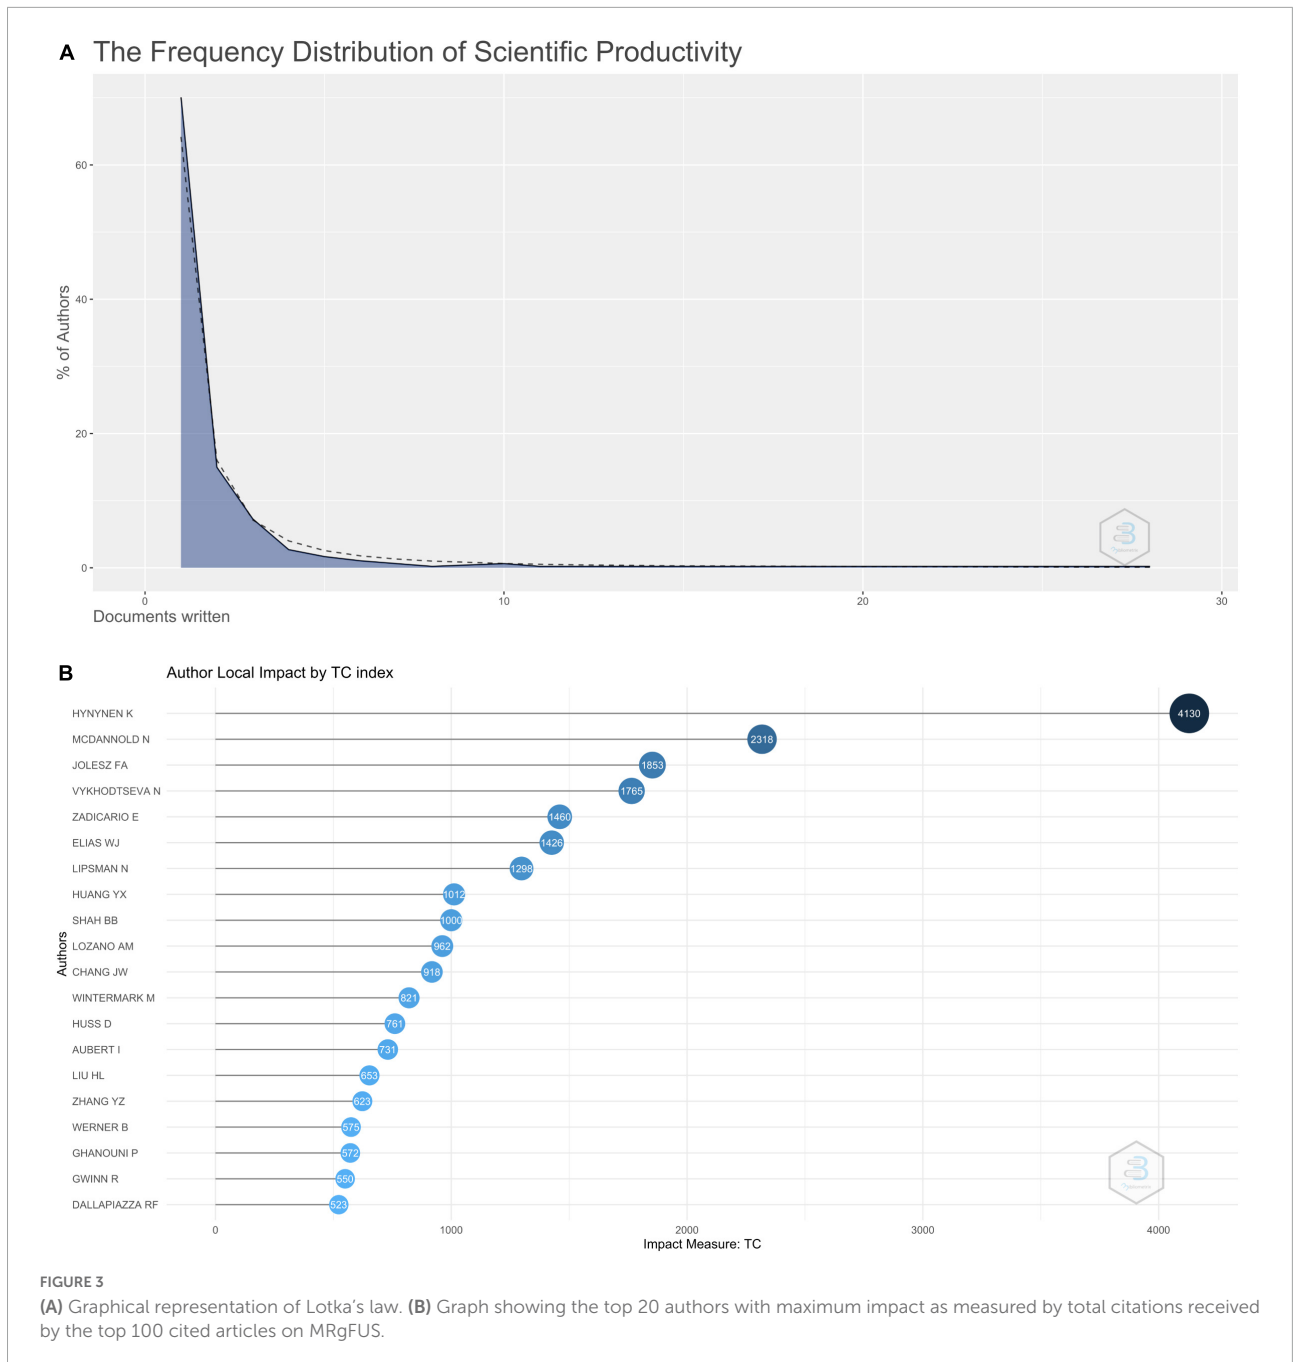 A The Frequency Distribution of Scientific Productivity
% of Authors
60
40
20
0
0 10 20 30
Documents written
B Author Local Impact by TC index
Authors
HYNYNEN K 4130
MCDANNOLD N 2318
JOLESZ FA 1853
VYKHODTSEVA N 1765
ZADICARIO E 1460
ELIAS WJ 1426
LIPSMAN N 1298
HUANG YX 1012
SHAH BB 1000
LOZANO AM 962
CHANG JW 918
WINTERMARK M 821
HUSS D 761
AUBERT I 731
LIU HL 653
ZHANG YZ 623
WERNER B 575
GHANOUNI P 572
GWINN R 550
DALLAPIAZZA RF 523
0 1000 2000 3000 4000
Impact Measure: TC
FIGURE 3
(A) Graphical representation of Lotka's law. (B) Graph showing the top 20 authors with maximum impact as measured by total citations received
by the top 100 cited articles on MRgFUS.